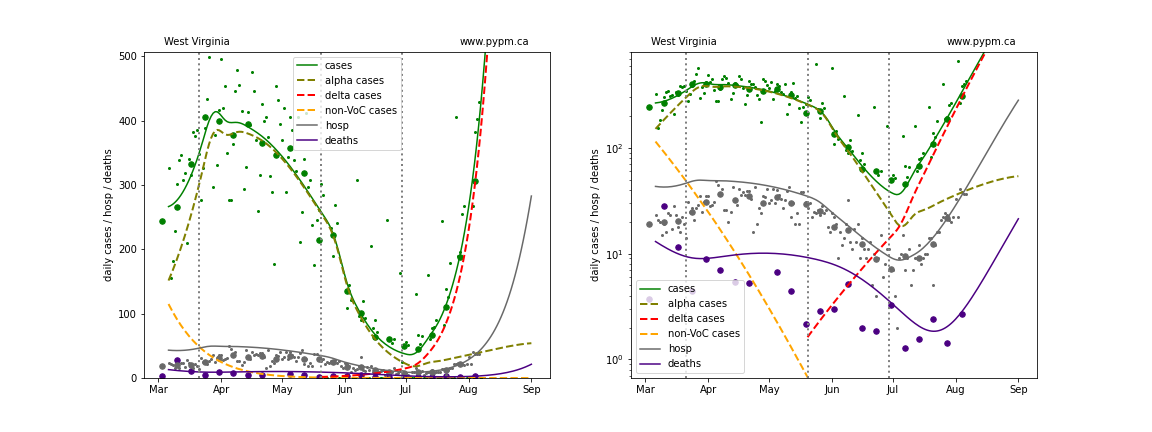 West Virginia
www.pypm.ca
daily cases / hosp / deaths
500
400
300
200
100
0
cases
alpha cases
delta cases
non-VoC cases
hosp
deaths
Mar
Apr
May
Jun
Jul
Aug
Sep
West Virginia
www.pypm.ca
daily cases / hosp / deaths
10²
10¹
10⁰
cases
alpha cases
delta cases
non-VoC cases
hosp
deaths
Mar
Apr
May
Jun
Jul
Aug
Sep